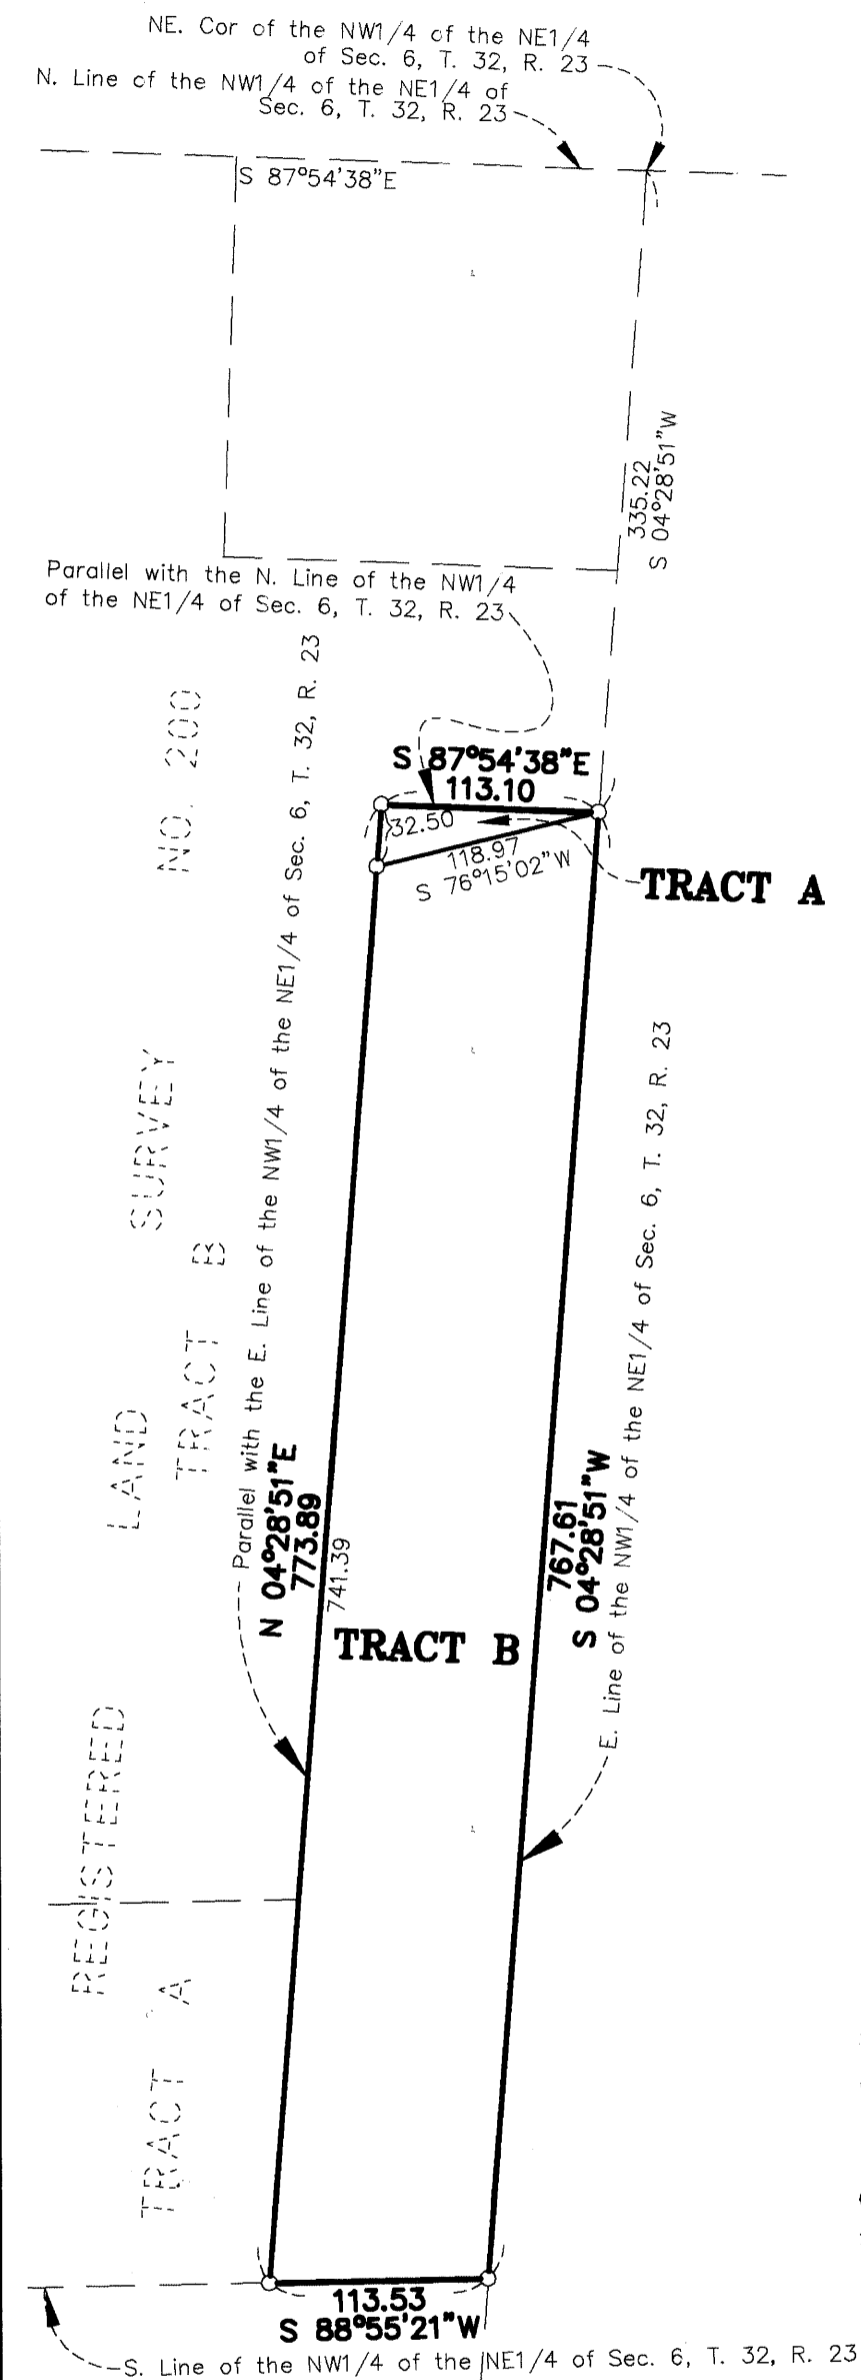 NE. Cor of the NW1/4 of the NE1/4
of Sec. 6, T. 32, R. 23
N. Line of the NW1/4 of the NE1/4 of
Sec. 6, T. 32, R. 23
S 87°54'38"E
335.22
S 04°28'51"W
Parallel with the N. Line of the NW1/4
of the NE1/4 of Sec. 6, T. 32, R. 23
S 87°54'38"E
113.10
32.50
118.97
S 76°15'02"W
TRACT A
REGISTERED LAND SURVEY NO. 200
TRACT B
TRACT A
Parallel with the E. Line of the NW1/4 of the NE1/4 of Sec. 6, T. 32, R. 23
N 04°28'51"E
773.89
741.39
TRACT B
767.61
S 04°28'51"W
E. Line of the NW1/4 of the NE1/4 of Sec. 6, T. 32, R. 23
113.53
S 88°55'21"W
S. Line of the NW1/4 of the NE1/4 of Sec. 6, T. 32, R. 23